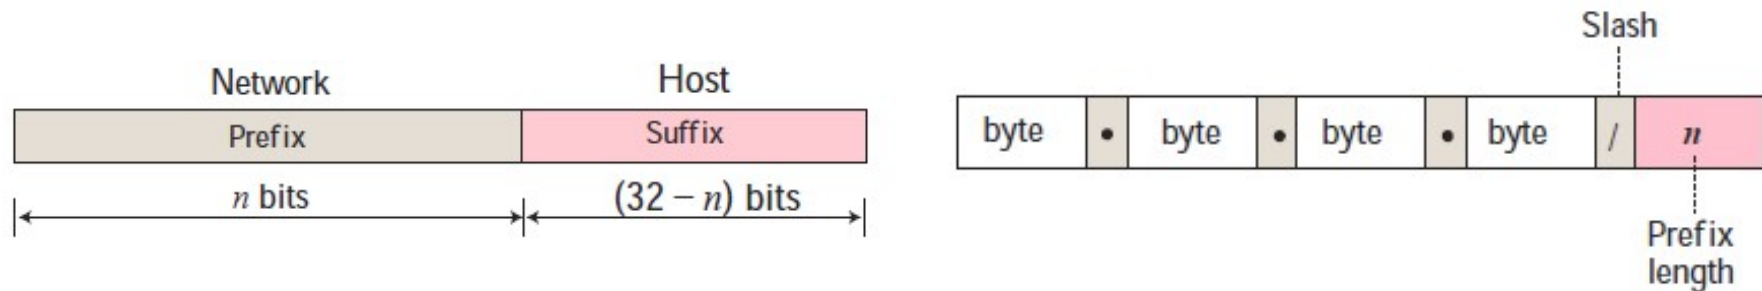 Network Host
Prefix Suffix
n bits (32 – n) bits
Slash
byte • byte • byte • byte / n
Prefix
length